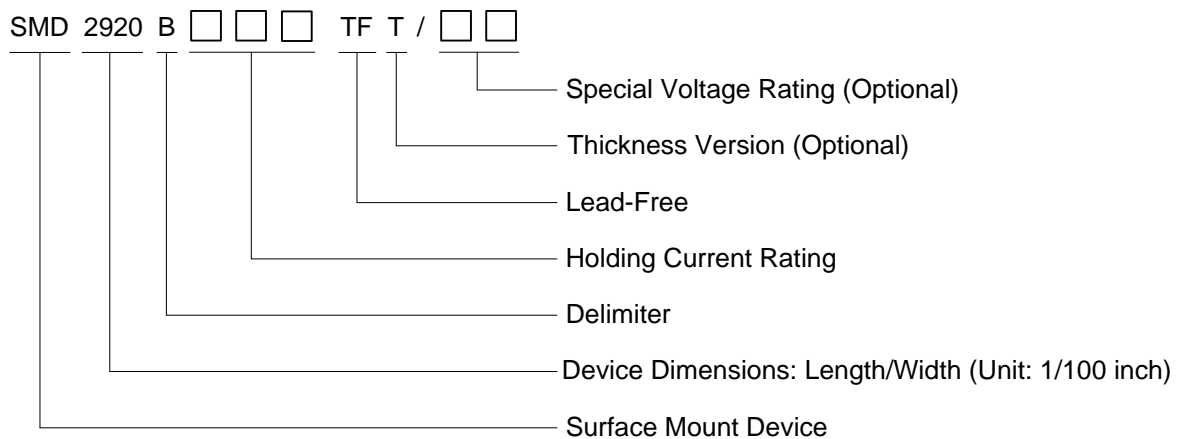 SMD 2920 B □ □ □ TF T / □ □
Special Voltage Rating (Optional)
Thickness Version (Optional)
Lead-Free
Holding Current Rating
Delimiter
Device Dimensions: Length/Width (Unit: 1/100 inch)
Surface Mount Device